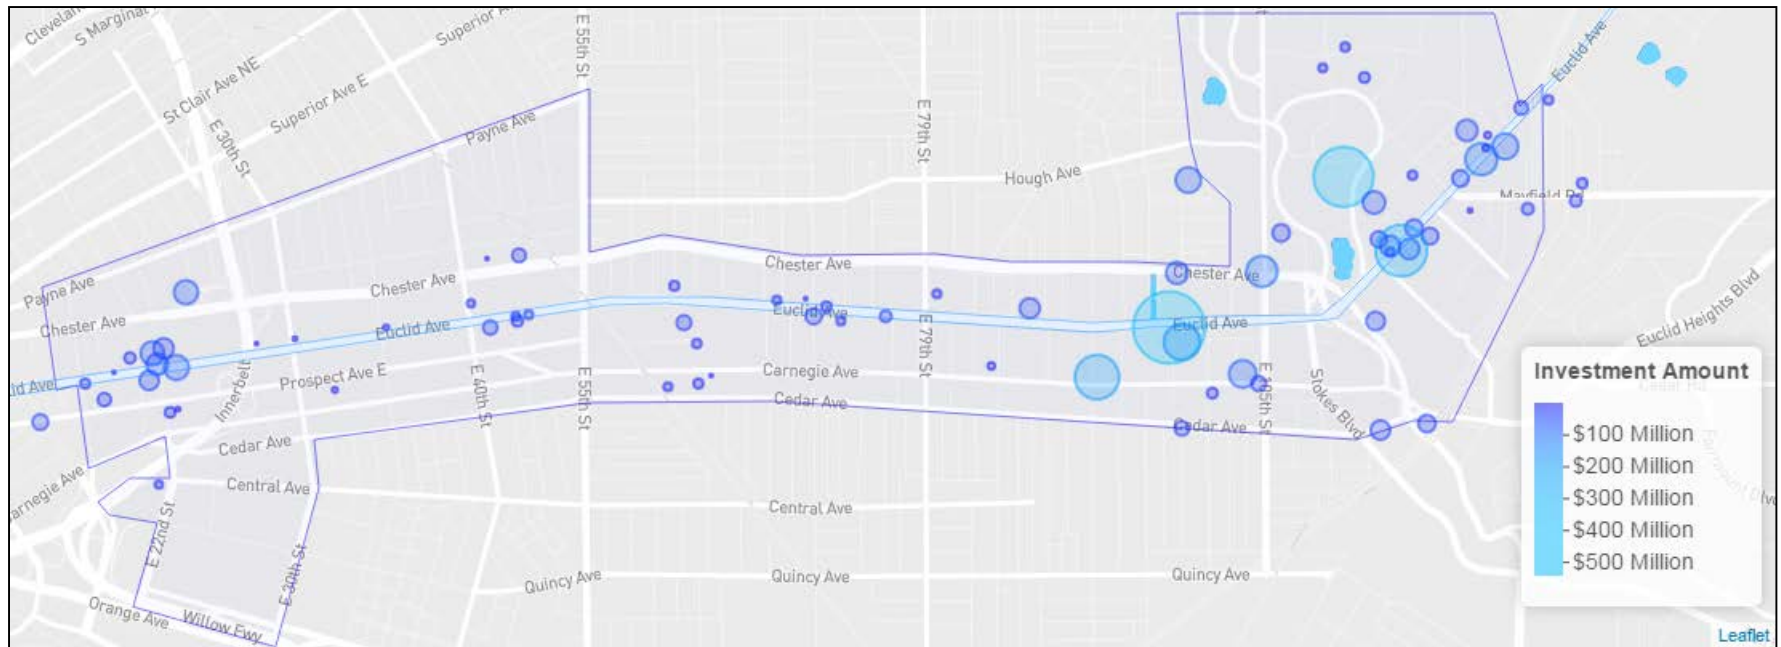 Clevelan
S Marginal
Superior A
E 55th St
St Clair Ave NE
Superior Ave E
E 30th St
Payne Ave
E 79th St
Hough Ave
Euclid Ave
Mayfield Rd
Payne Ave
Chester Ave
Chester Ave
Chester Ave
Chester Ave
Euclid Ave
Euclid Ave
Euclid Ave
Euclid Heights Blvd
lid Ave
Innerbelt
Prospect Ave E
E 40th St
E 55th St
E 79th St
Carnegie Ave
Cedar Ave
E 105th St
Stokes Blvd
Cedar Ave
Cedar Rd
Cedar Ave
Carnegie Ave
Central Ave
Central Ave
E 22nd St
E 30th St
Quincy Ave
Quincy Ave
Quincy Ave
Orange Ave
Willow Fwy
Investment Amount
$100 Million
$200 Million
$300 Million
$400 Million
$500 Million
Leaflet